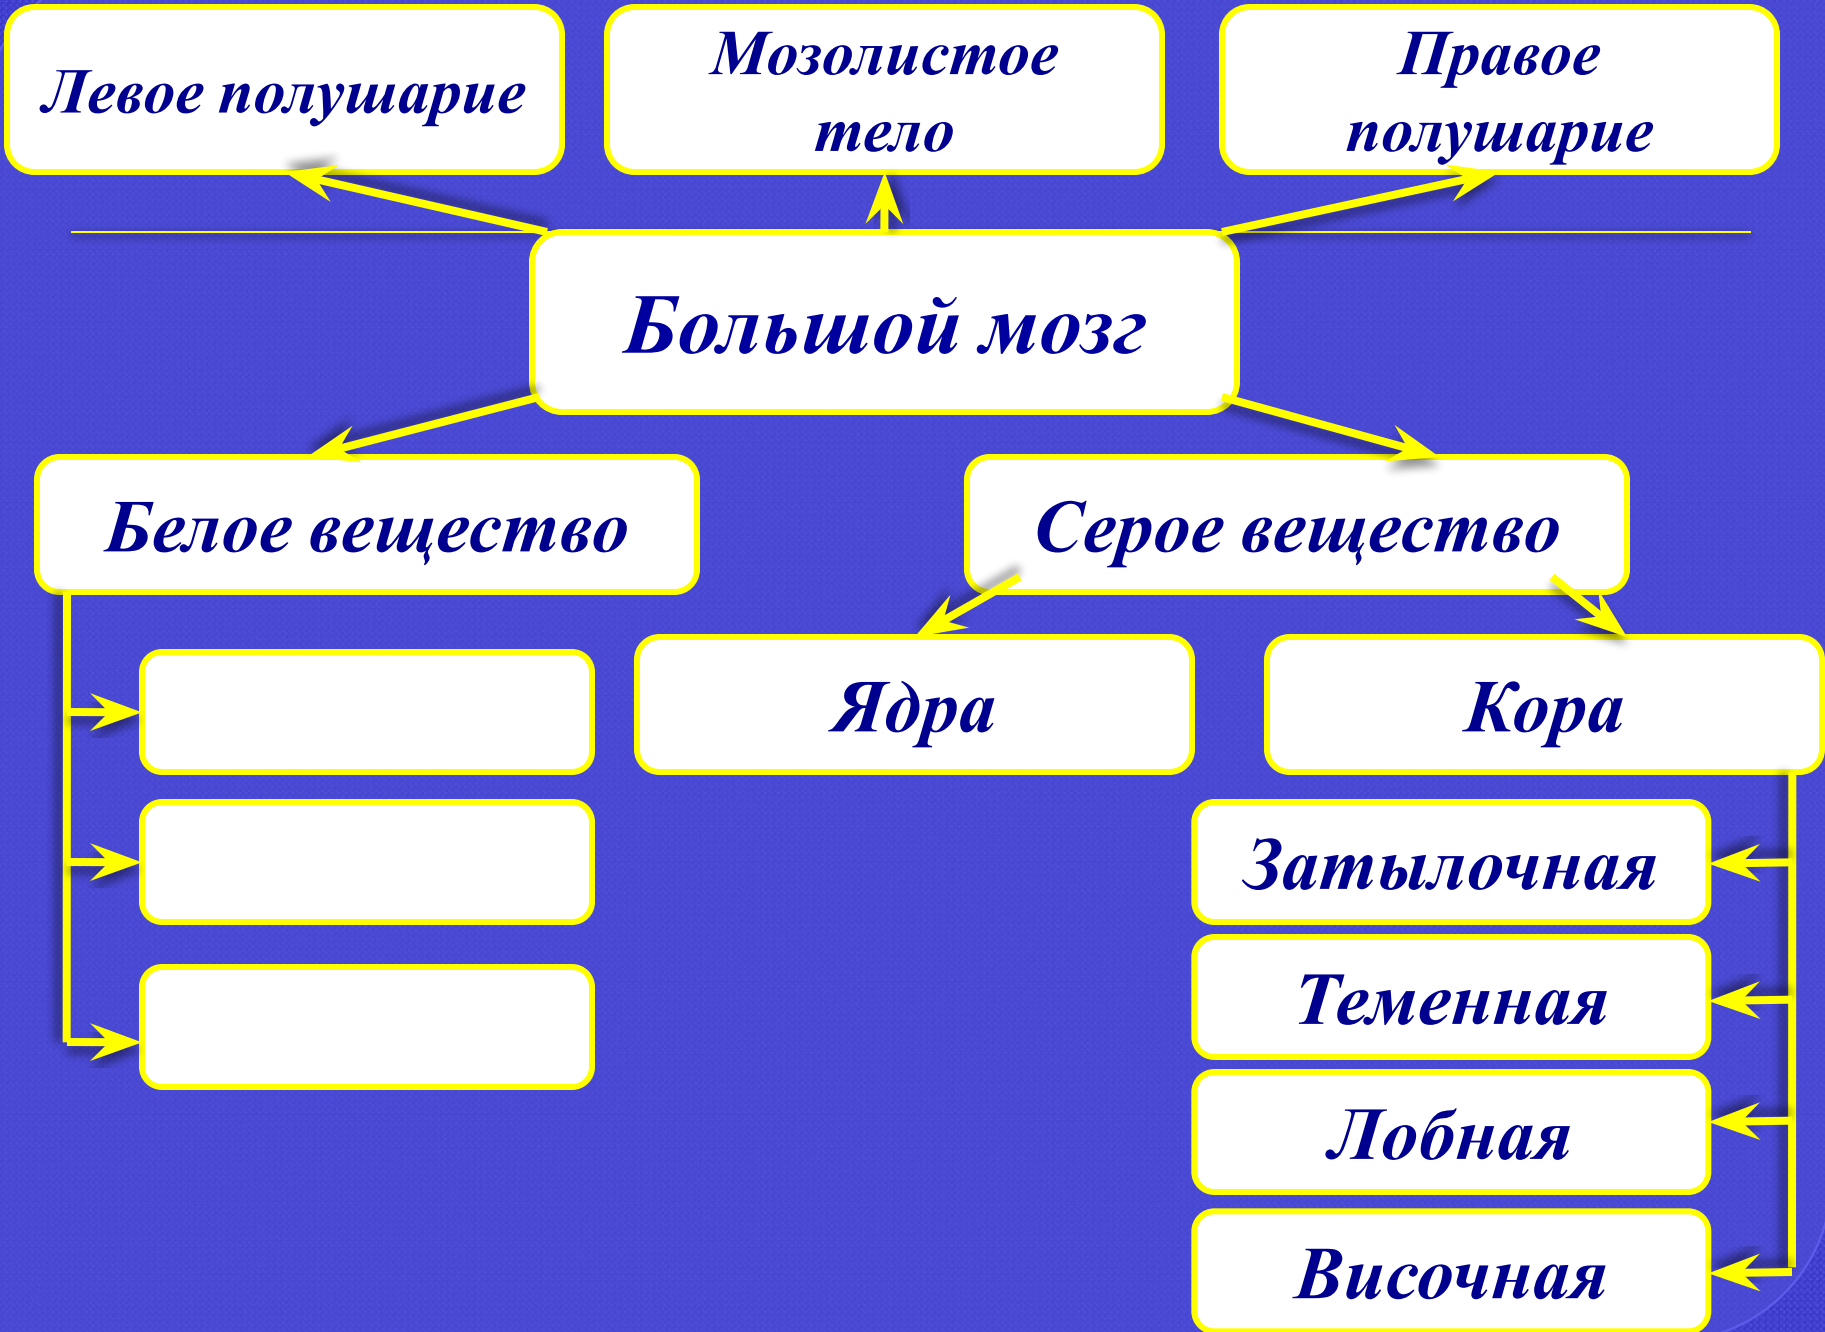 Левое полушарие
Мозолистое
тело
Правое
полушарие
Большой мозг
Белое вещество
Серое вещество
Ядра
Кора
Затылочная
Теменная
Лобная
Височная